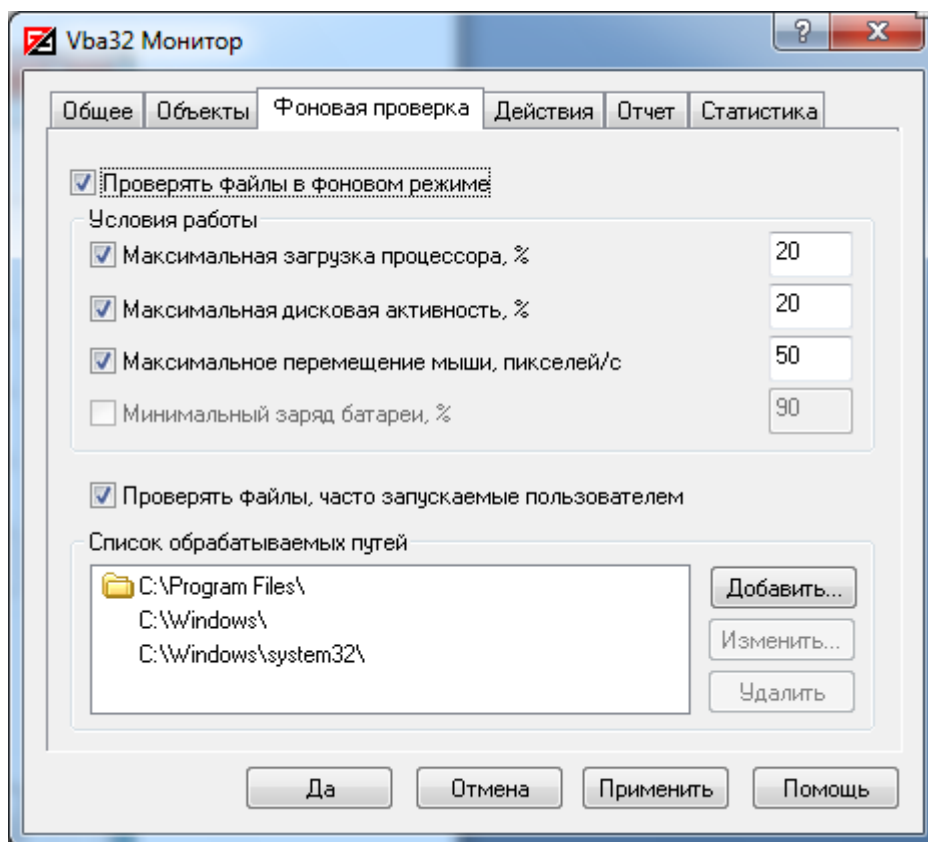 Vba32 Монитор
Общее Объекты Фоновая проверка Действия Отчет Статистика
Проверять файлы в фоновом режиме
Условия работы
Максимальная загрузка процессора, % 20
Максимальная дисковая активность, % 20
Максимальное перемещение мыши, пикселей/с 50
Минимальный заряд батареи, % 90
Проверять файлы, часто запускаемые пользователем
Список обрабатываемых путей
C:\Program Files\ Добавить...
C:\Windows\
C:\Windows\system32\ Изменить...
Удалить
Да Отмена Применить Помощь